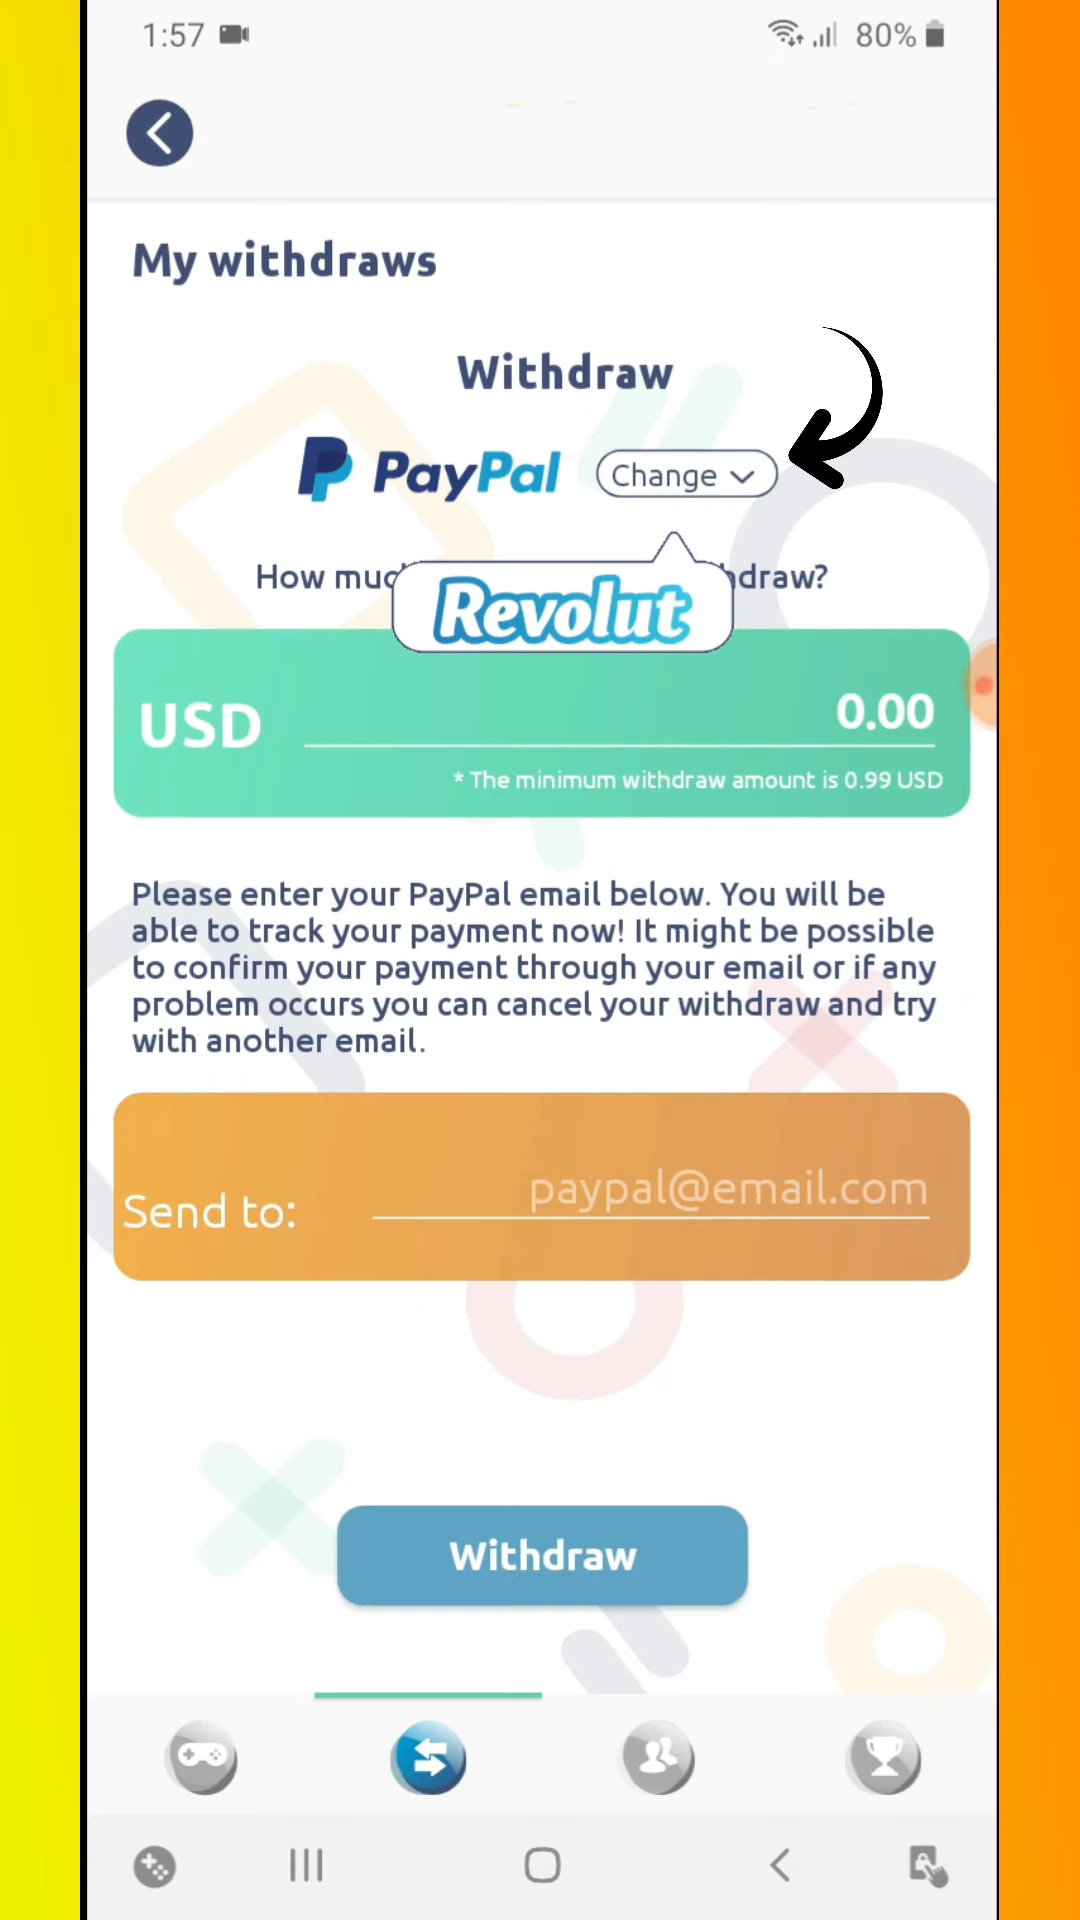 1:57
80%
My withdraws
Withdraw
PayPal Change
How muc
hdraw?
Revolut
USD
0.00
* The minimum withdraw amount is 0.99 USD
Please enter your PayPal email below. You will be
able to track your payment now! It might be possible
to confirm your payment through your email or if any
problem occurs you can cancel your withdraw and try
with another email.
paypal@email.com
Send to:
Withdraw